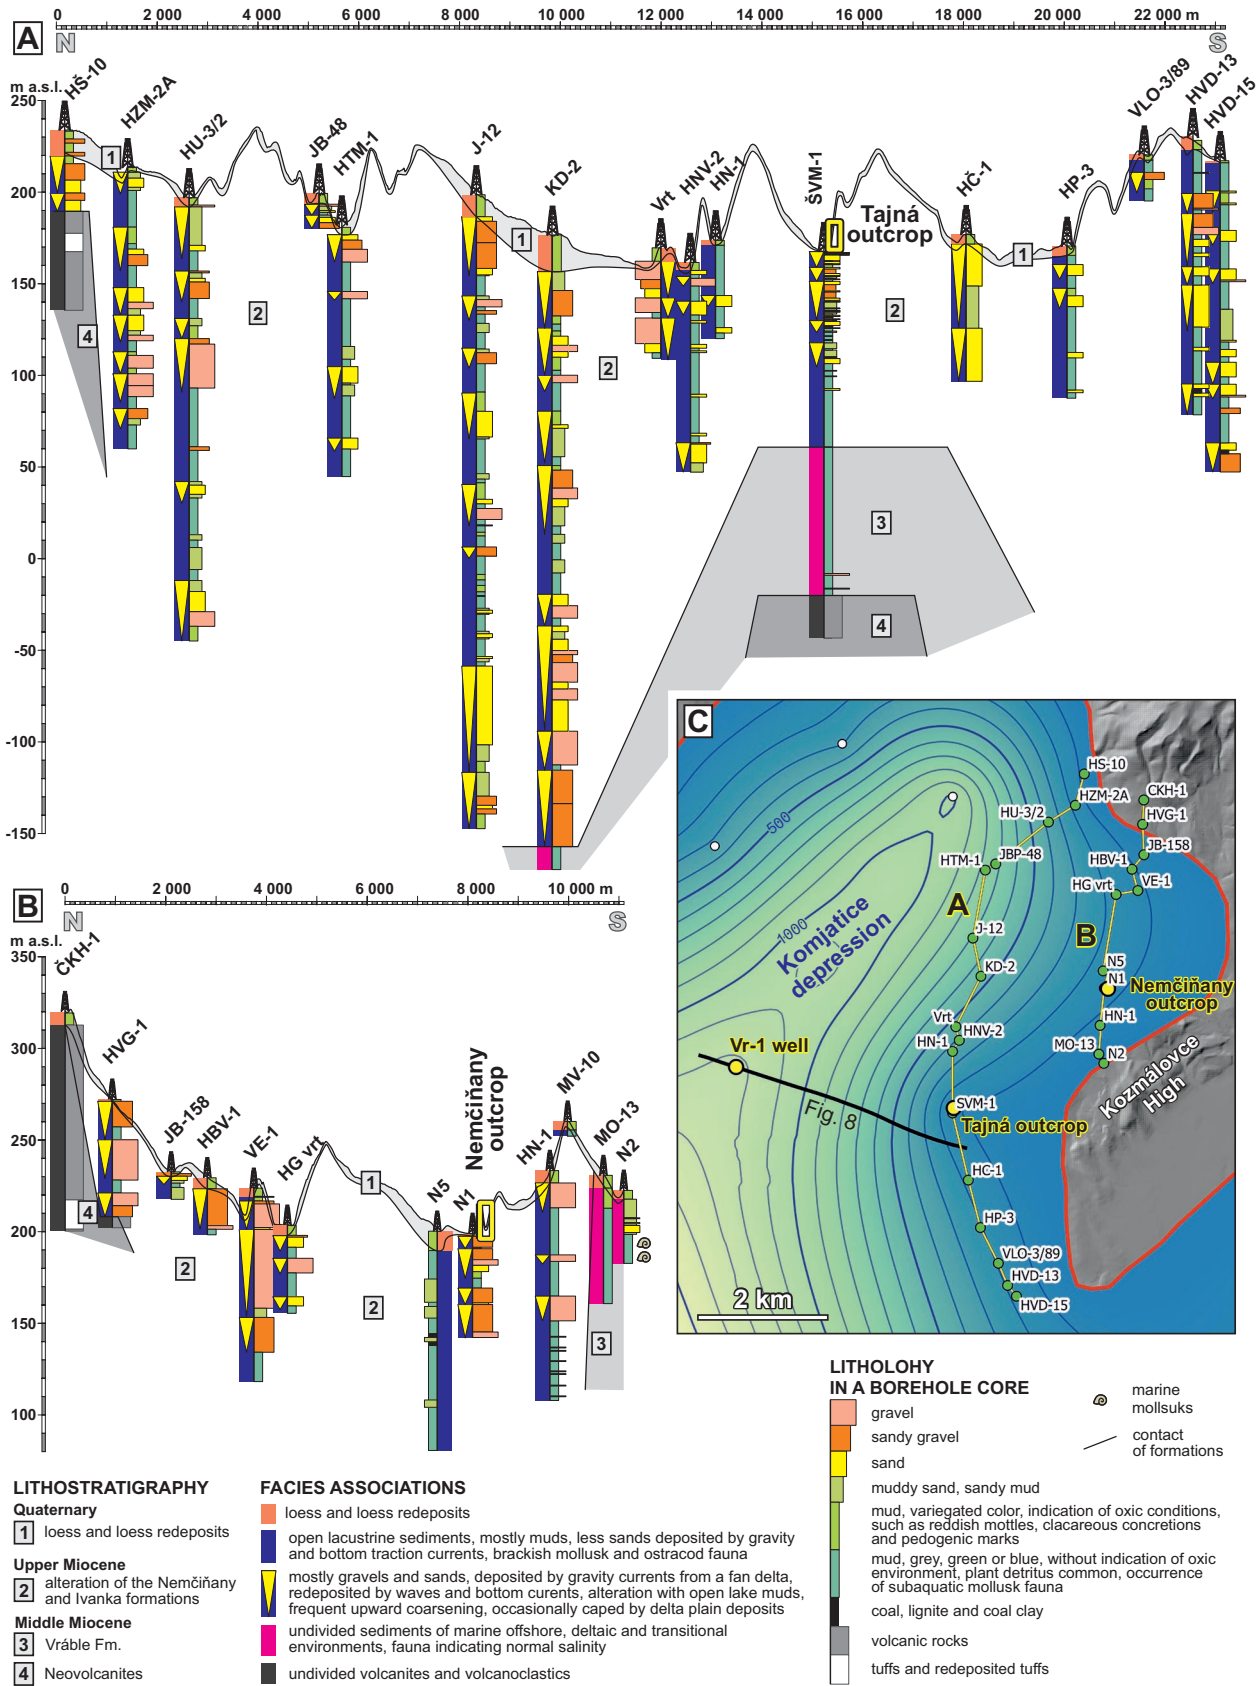 0 2 000 4 000 6 000 8 000 10 000 12 000 14 000 16 000 18 000 20 000 22 000 m
A
N
S
m a.s.l.
HŠ-10
HZM-2A
HU-3/2
JB-48
HTM-1
J-12
KD-2
Vrt
HNV-2
HN-1
ŠVM-1
Tajná
outcrop
HČ-1
HP-3
VLO-3/89
HVD-13
HVD-15
250
200
150
100
50
0
-50
-100
-150
1
1
1
2
2
2
4
3
4
B
0 2 000 4 000 6 000 8 000 10 000 m
N
S
m a.s.l.
ČKH-1
HVG-1
JB-158
HBV-1
VE-1
HG vrt
Nemčiňany
outcrop
N5
N1
HN-1
MV-10
MO-13
N2
350
300
250
200
150
100
4
2
1
2
3
C
500
1000
Komjatice
depression
A
B
HS-10
HZM-2A
HU-3/2
CKH-1
HVG-1
JB-158
HBV-1
VE-1
HG vrt
HTM-1
JBP-48
J-12
KD-2
N5
N1
Nemčiňany
outcrop
Vrt
HNV-2
HN-1
HN-1
MO-13
N2
Kozmálovce
High
Vr-1 well
Fig. 8
SVM-1
Tajná outcrop
HC-1
HP-3
VLO-3/89
HVD-13
HVD-15
2 km
LITHOSTRATIGRAPHY
Quaternary
1 loess and loess redeposits
Upper Miocene
2 alteration of the Nemčiňany
and Ivanka formations
Middle Miocene
3 Vráble Fm.
4 Neovolcanites
FACIES ASSOCIATIONS
loess and loess redeposits
open lacustrine sediments, mostly muds, less sands deposited by gravity
and bottom traction currents, brackish mollusk and ostracod fauna
mostly gravels and sands, deposited by gravity currents from a fan delta,
redeposited by waves and bottom curents, alteration with open lake muds,
frequent upward coarsening, occasionally caped by delta plain deposits
undivided sediments of marine offshore, deltaic and transitional
environments, fauna indicating normal salinity
undivided volcanites and volcanoclastics
LITHOLOHY
IN A BOREHOLE CORE
gravel
sandy gravel
sand
muddy sand, sandy mud
mud, variegated color, indication of oxic conditions,
such as reddish mottles, clacareous concretions
and pedogenic marks
mud, grey, green or blue, without indication of oxic
environment, plant detritus common, occurrence
of subaquatic mollusk fauna
coal, lignite and coal clay
volcanic rocks
tuffs and redeposited tuffs
marine
mollsuks
contact
of formations